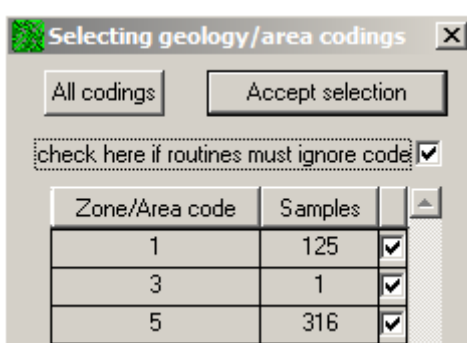 Selecting geology/area codings
All codings Accept selection
check here if routines must ignore code
Zone/Area code Samples
1 125
3 1
5 316